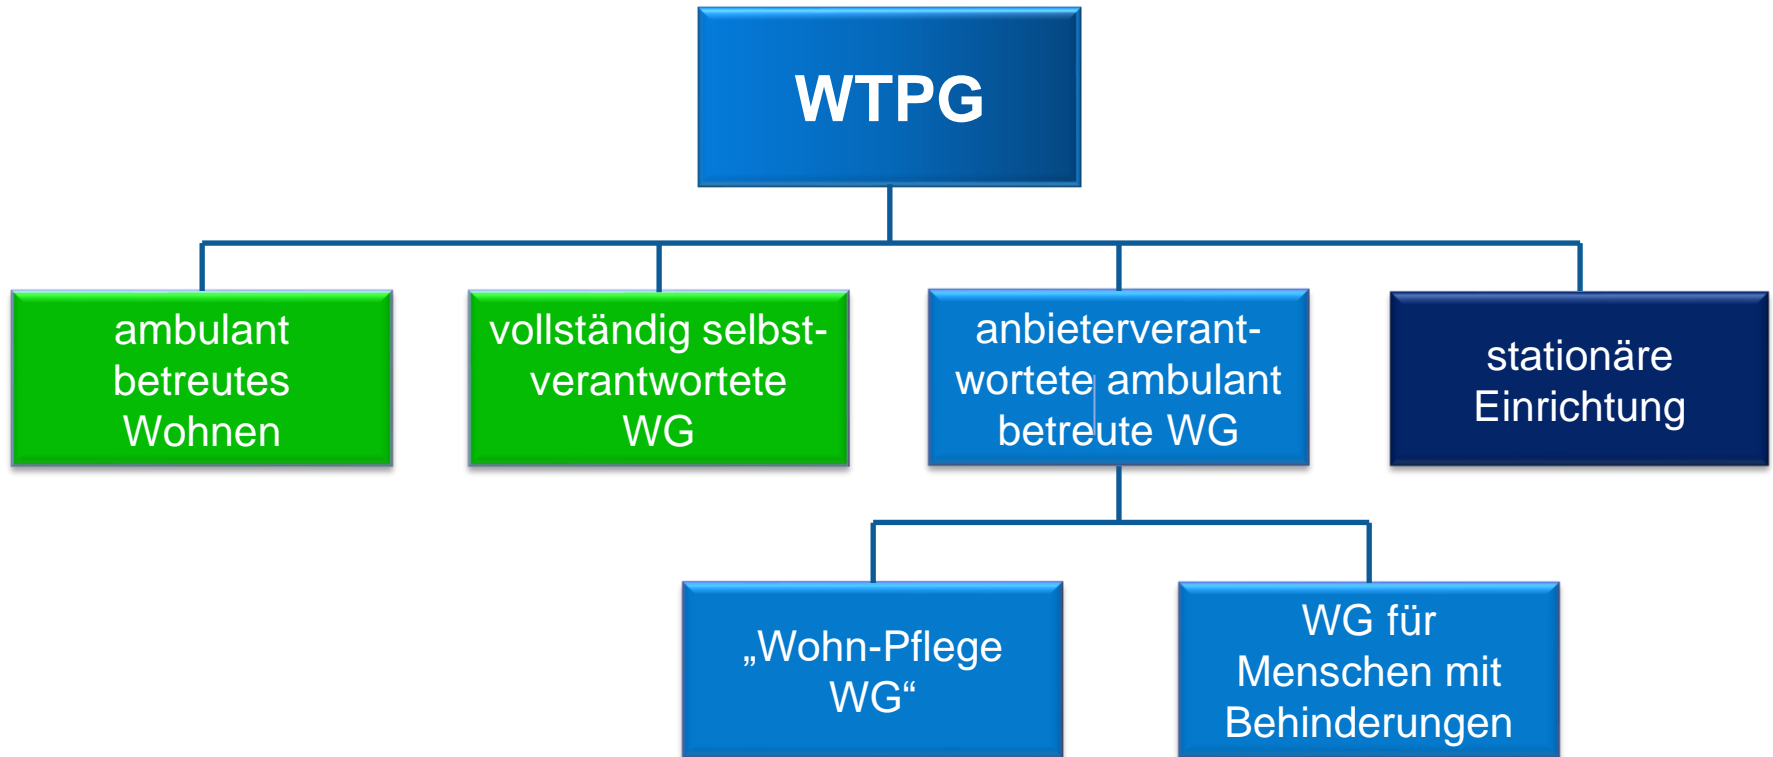 WTPG
ambulant
betreutes
Wohnen
vollständig selbst-
verantwortete
WG
anbieterverant-
wortete ambulant
betreute WG
stationäre
Einrichtung
„Wohn-Pflege
WG“
WG für
Menschen mit
Behinderungen